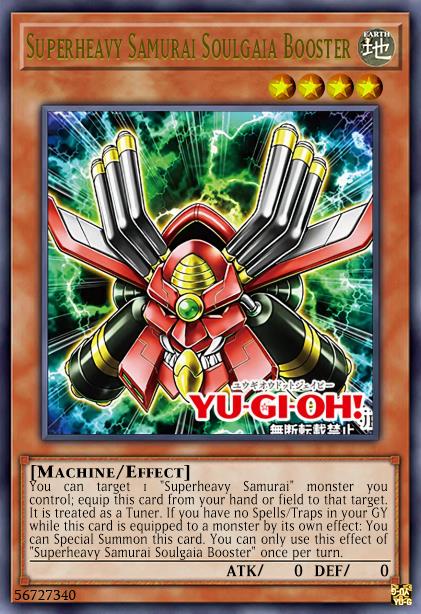 Superheavy Samurai Soulgaia Booster
EARTH
地
ユウギオウドットジェイピー
YU-GI-OH!
無断転載禁止
[Machine/Effect]
You can target 1 "Superheavy Samurai" monster you
control; equip this card from your hand or field to that target.
It is treated as a Tuner. If you have no Spells/Traps in your GY
while this card is equipped to a monster by its own effect: You
can Special Summon this card. You can only use this effect of
"Superheavy Samurai Soulgaia Booster" once per turn.
ATK/ 0 DEF/ 0
56727340